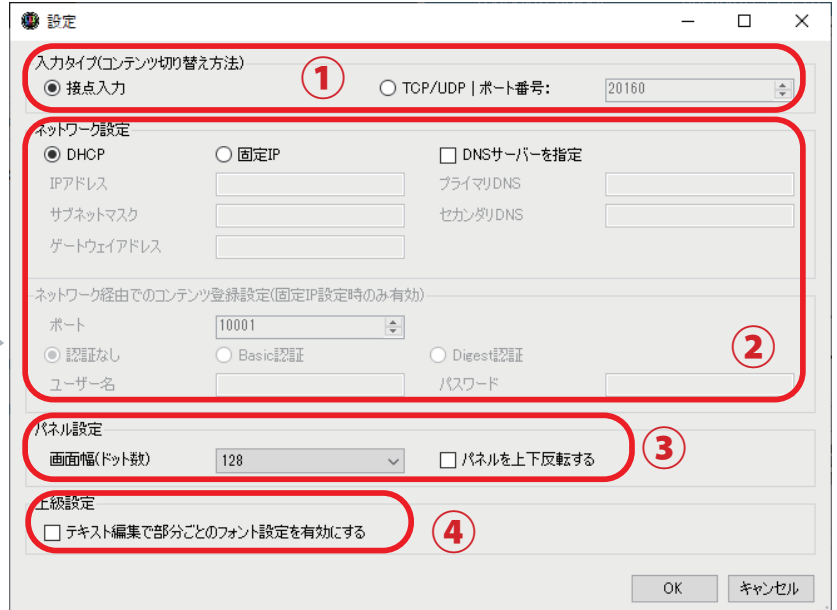 設定
入力タイプ(コンテンツ切り替え方法)
接点入力 TCP/UDP | ポート番号: 20160
①
ネットワーク設定
DHCP 固定IP DNSサーバーを指定
IPアドレス プライマリDNS
サブネットマスク セカンダリDNS
ゲートウェイアドレス
ネットワーク経由でのコンテンツ登録設定(固定IP設定時のみ有効)
ポート 10001
②
認証なし Basic認証 Digest認証
ユーザー名 パスワード
パネル設定
③
画面幅(ドット数) 128 パネルを上下反転する
上級設定
④
テキスト編集で部分ごとのフォント設定を有効にする
OK キャンセル